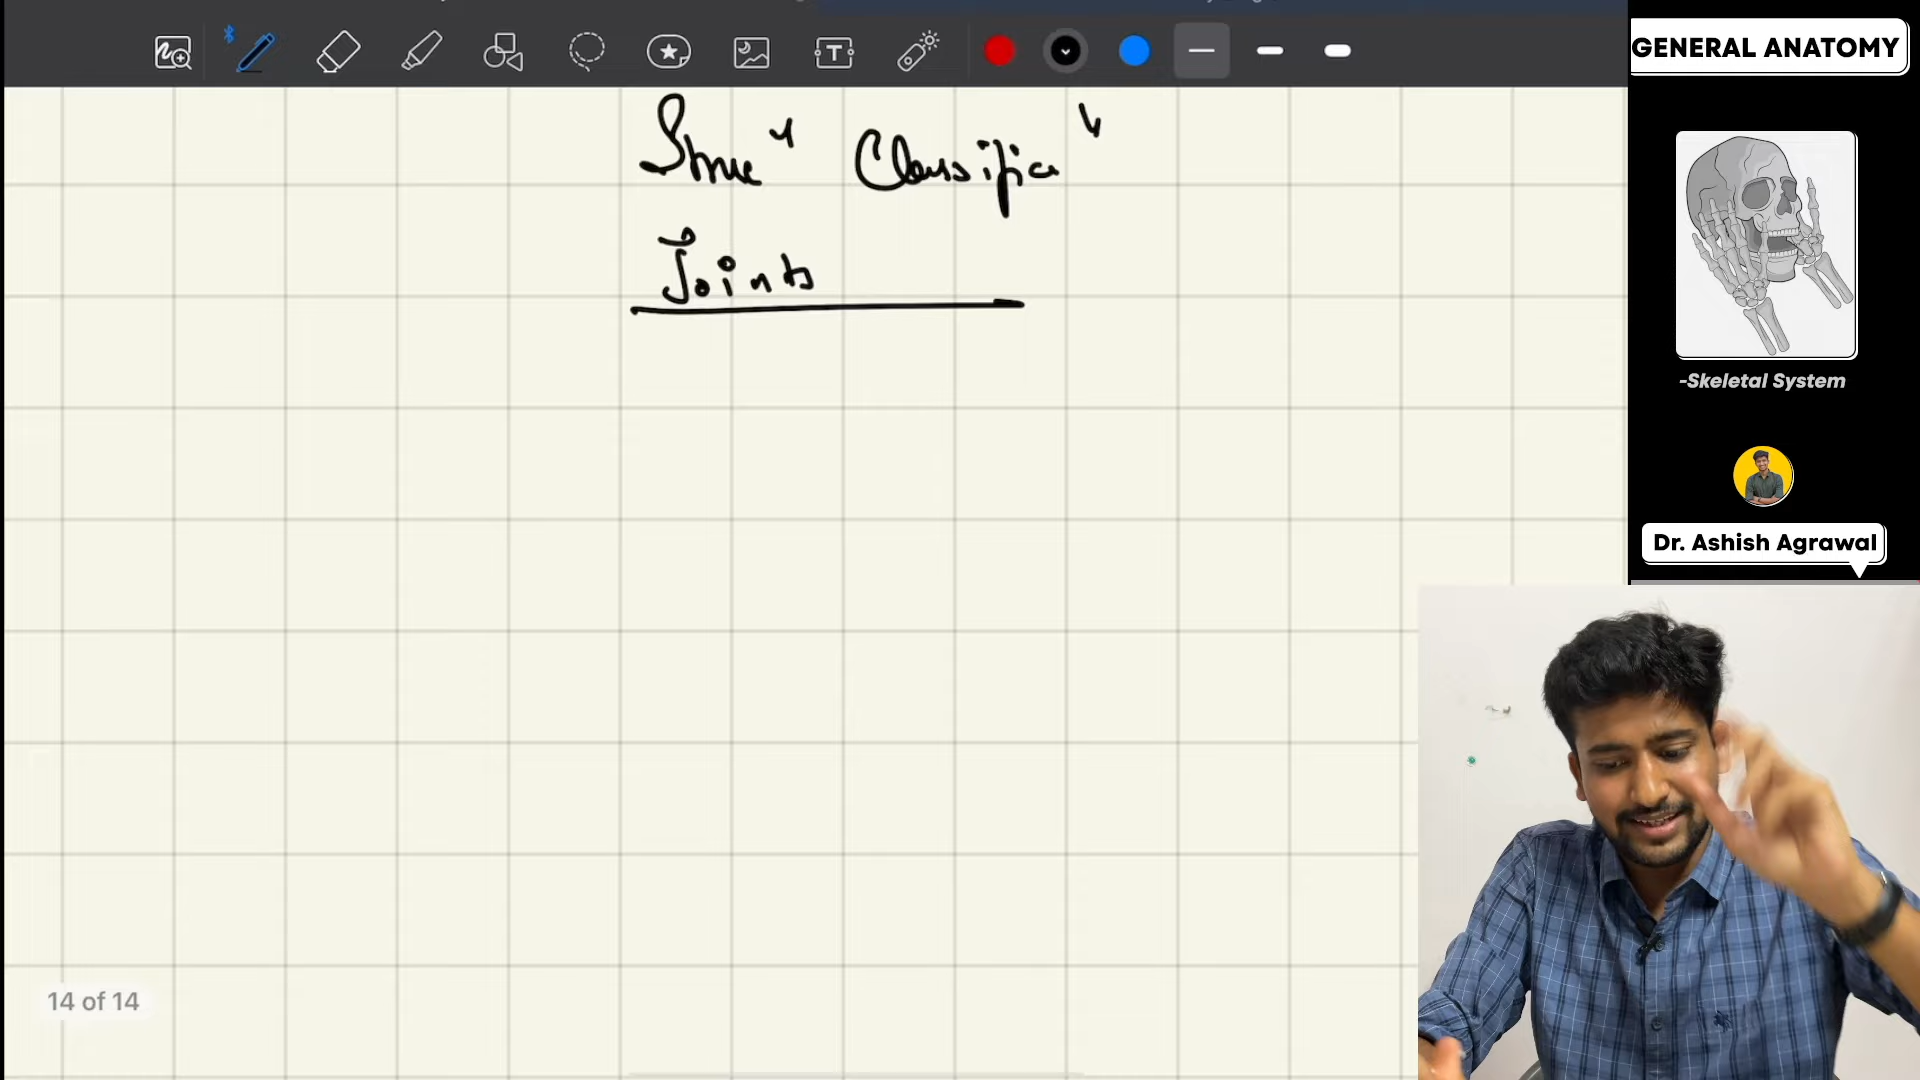 GENERAL ANATOMY
Struc" Classifica"
Joints
-Skeletal System
Dr. Ashish Agrawal
14 of 14